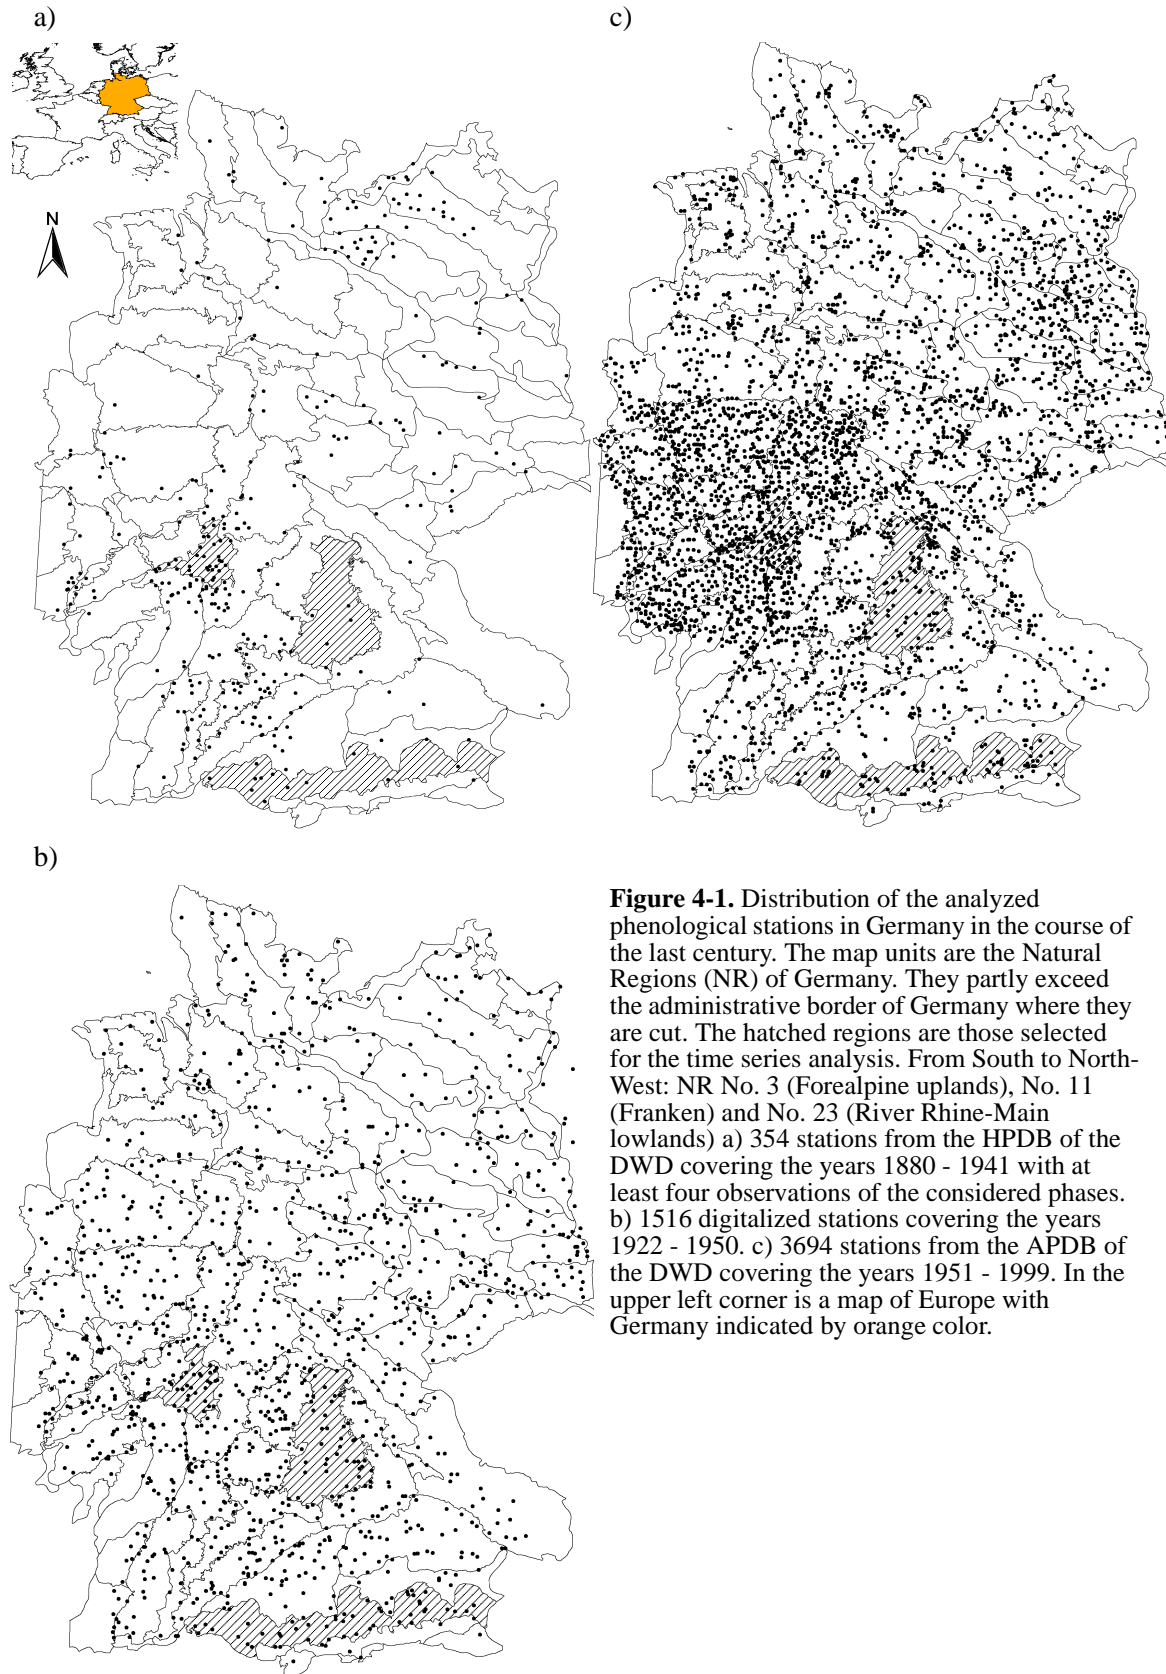 a)
c)
N
b)
Figure 4-1. Distribution of the analyzed
phenological stations in Germany in the course of
the last century. The map units are the Natural
Regions (NR) of Germany. They partly exceed
the administrative border of Germany where they
are cut. The hatched regions are those selected
for the time series analysis. From South to North-
West: NR No. 3 (Forealpine uplands), No. 11
(Franken) and No. 23 (River Rhine-Main
lowlands) a) 354 stations from the HPDB of the
DWD covering the years 1880 - 1941 with at
least four observations of the considered phases.
b) 1516 digitalized stations covering the years
1922 - 1950. c) 3694 stations from the APDB of
the DWD covering the years 1951 - 1999. In the
upper left corner is a map of Europe with
Germany indicated by orange color.